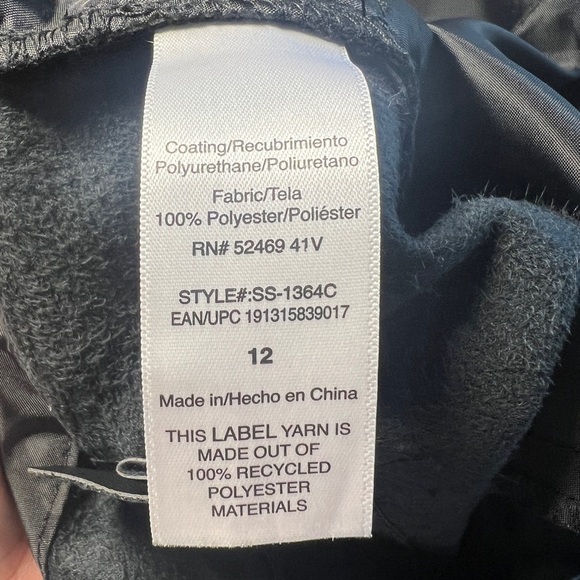 Coating/Recubrimiento
Polyurethane/Poliuretano
Fabric/Tela
100% Polyester/Poliéster
RN# 52469 41V
STYLE#:SS-1364C
EAN/UPC 191315839017
12
Made in/Hecho en China
THIS LABEL YARN IS
MADE OUT OF
100% RECYCLED
POLYESTER
MATERIALS